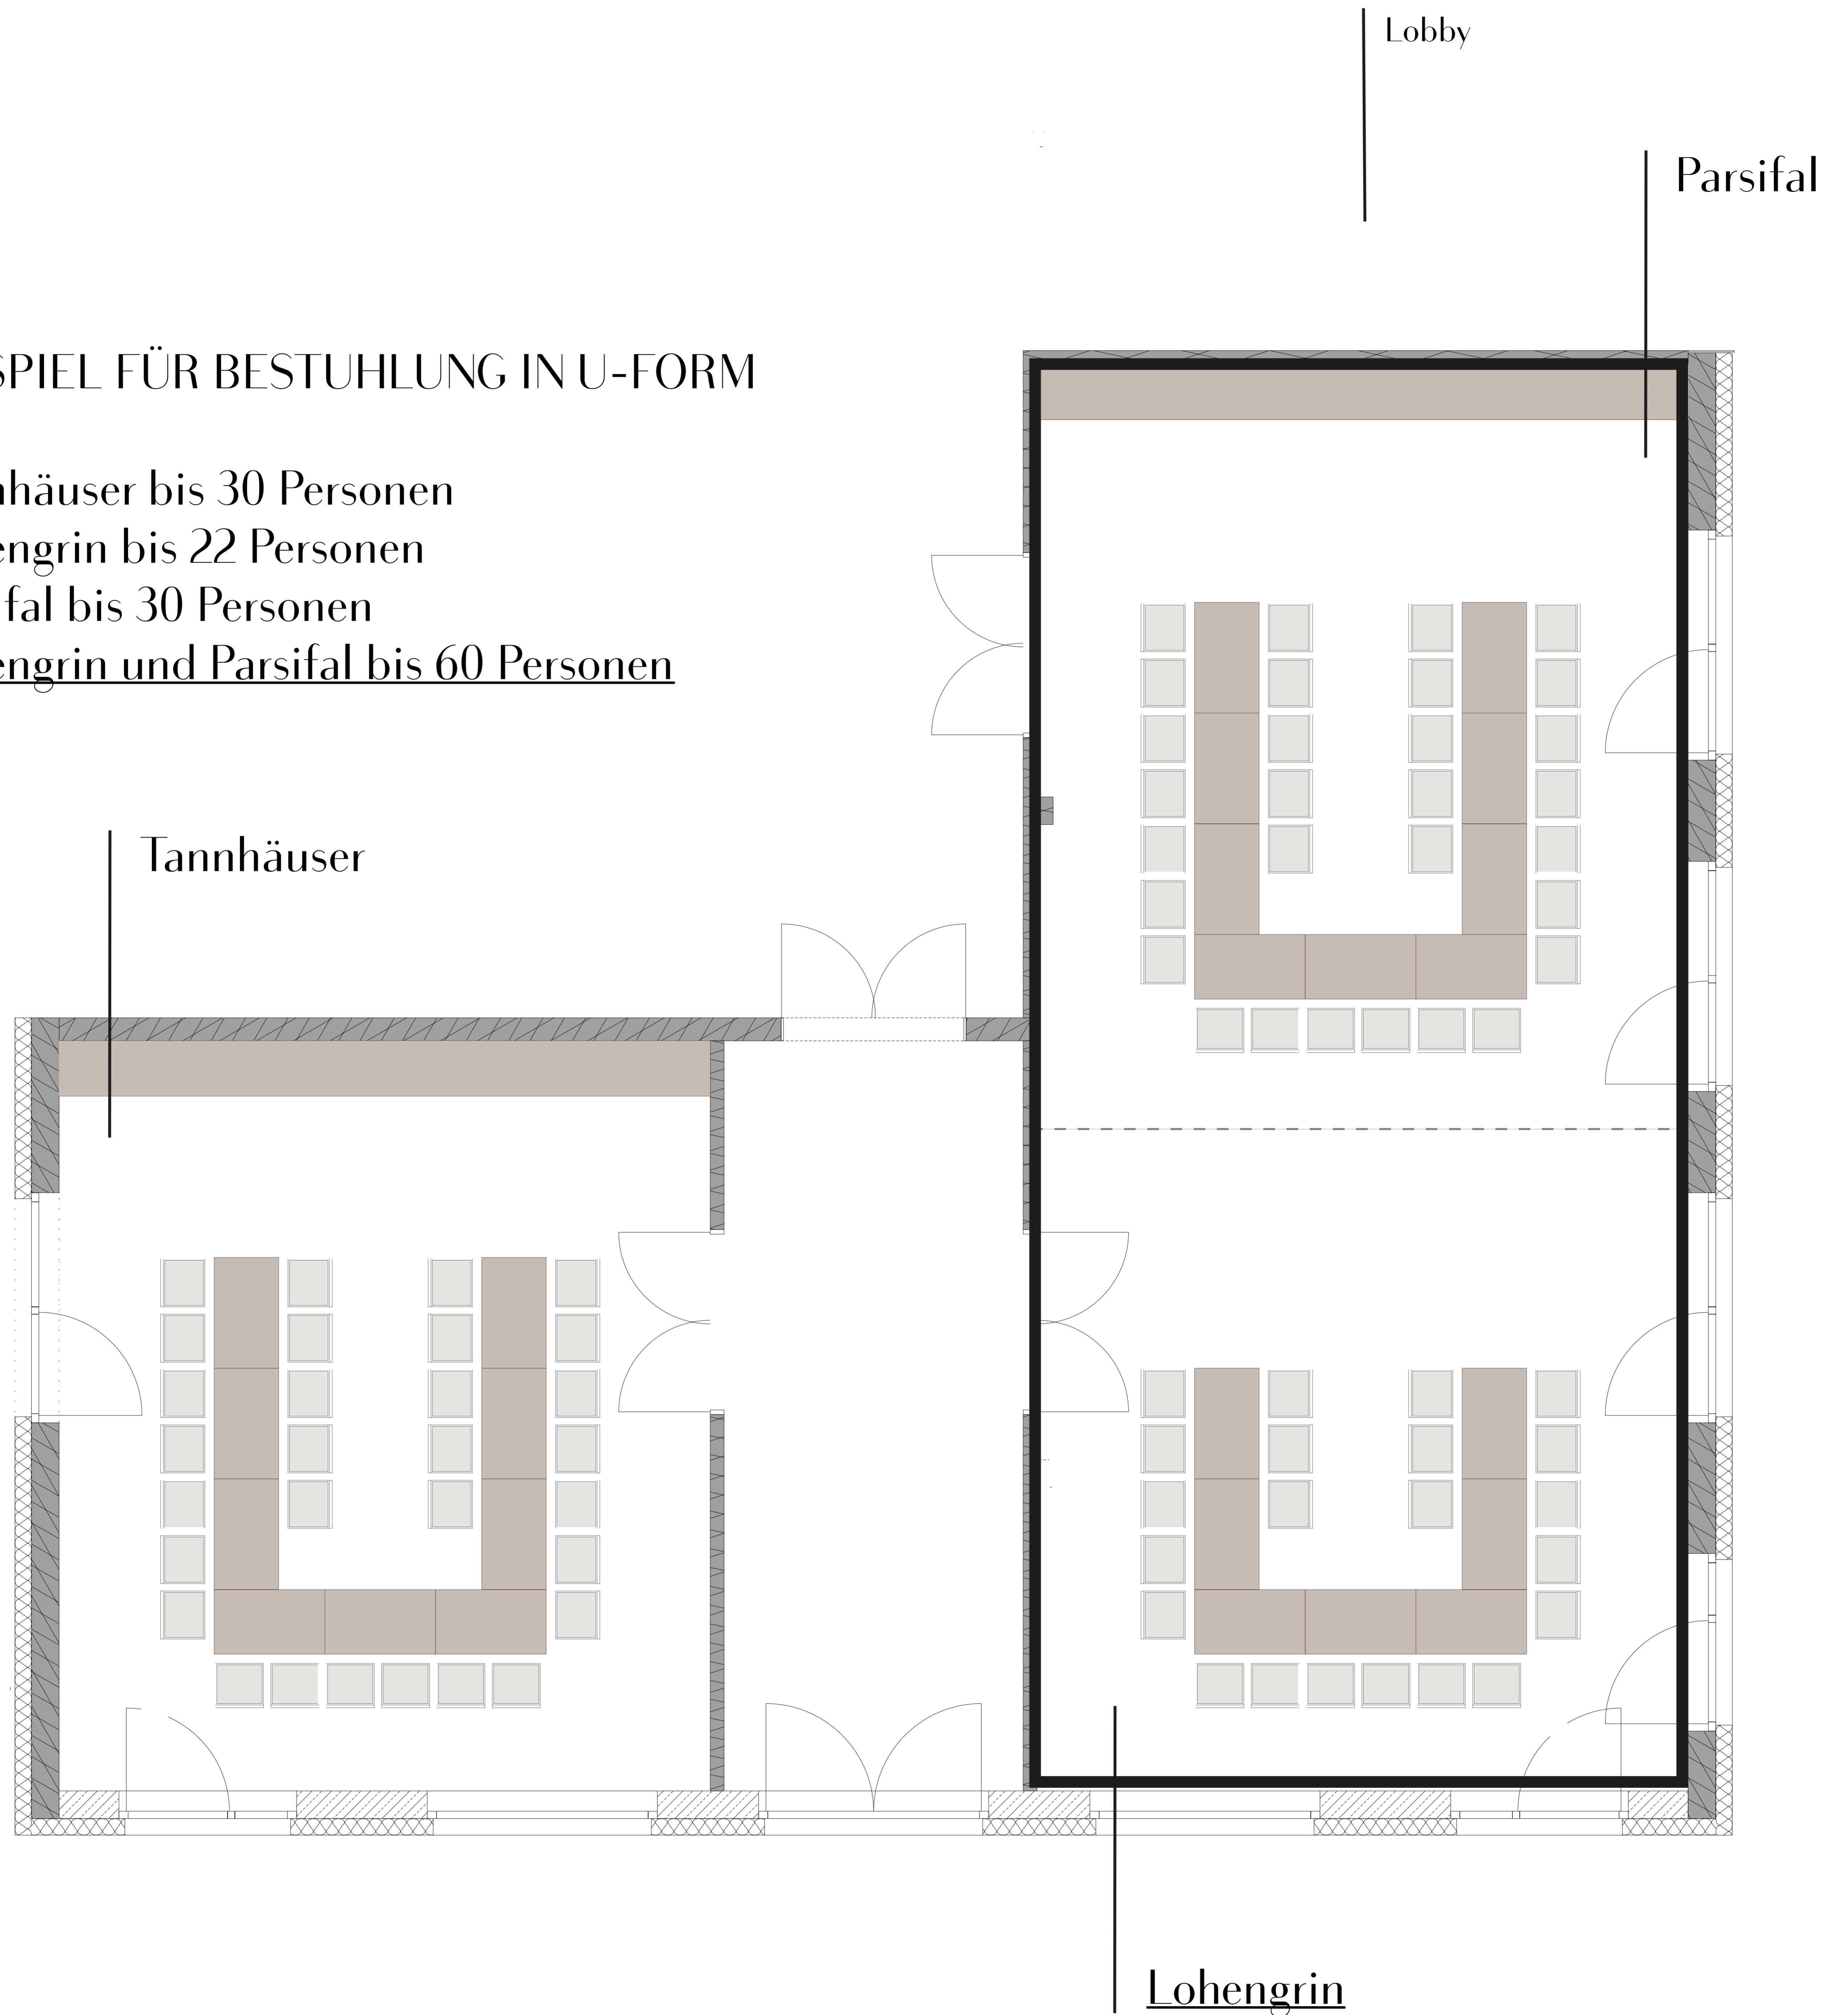 Lobby
Parsifal
SPIEL FÜR BESTUHLUNG IN U-FORM
nhäuser bis 30 Personen
engrin bis 22 Personen
ifal bis 30 Personen
engrin und Parsifal bis 60 Personen
Tannhäuser
Lohengrin